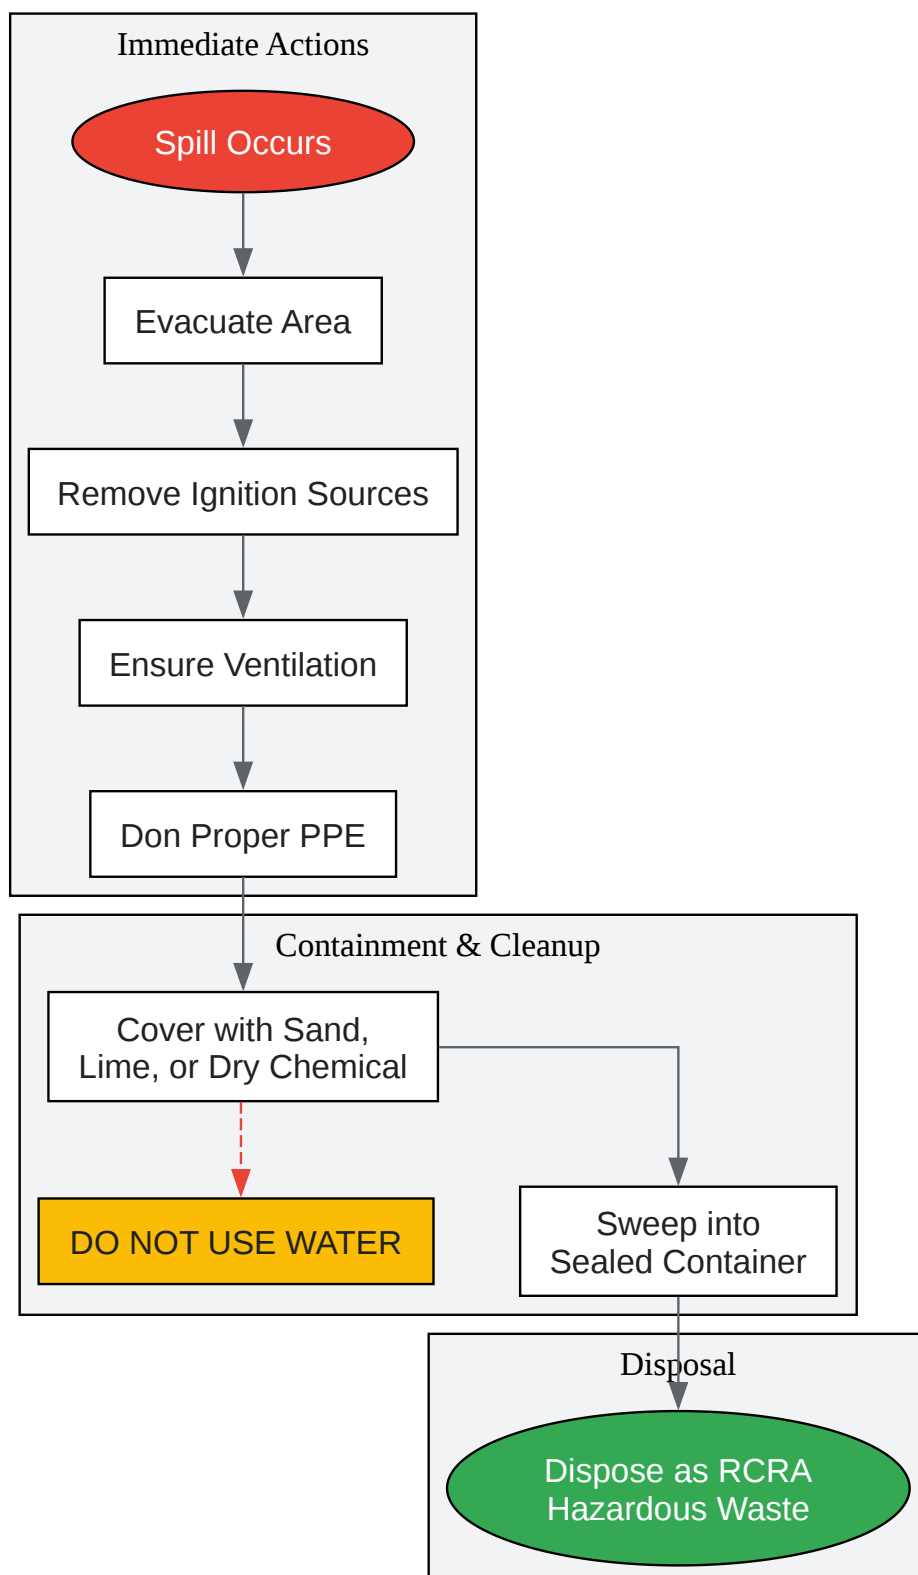 Immediate Actions
Spill Occurs
Evacuate Area
Remove Ignition Sources
Ensure Ventilation
Don Proper PPE
Containment & Cleanup
Cover with Sand,
Lime, or Dry Chemical
DO NOT USE WATER
Sweep into
Sealed Container
Disposal
Dispose as RCRA
Hazardous Waste